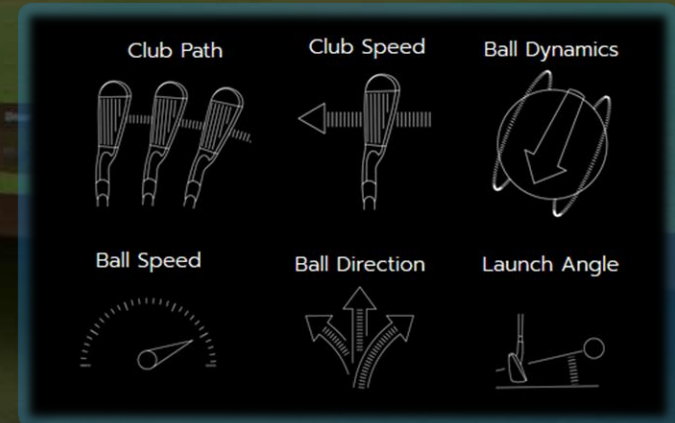 Club Path
Club Speed
Ball Dynamics
Ball Speed
Ball Direction
Launch Angle